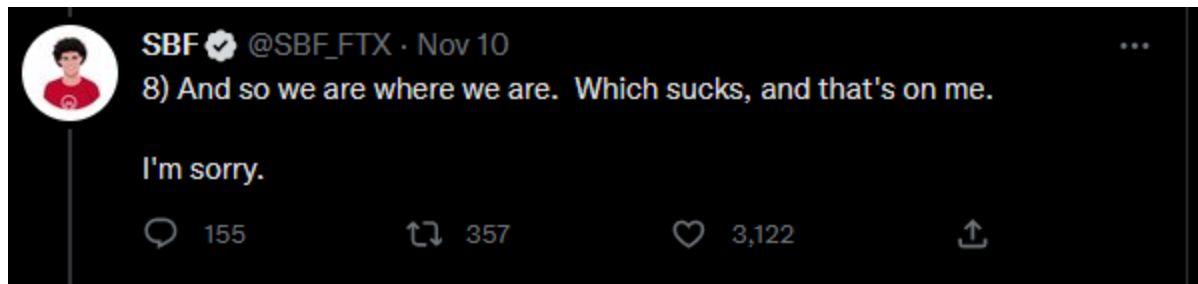 SBF @SBF_FTX · Nov 10
8) And so we are where we are.  Which sucks, and that's on me.
I'm sorry.
155 357 3,122